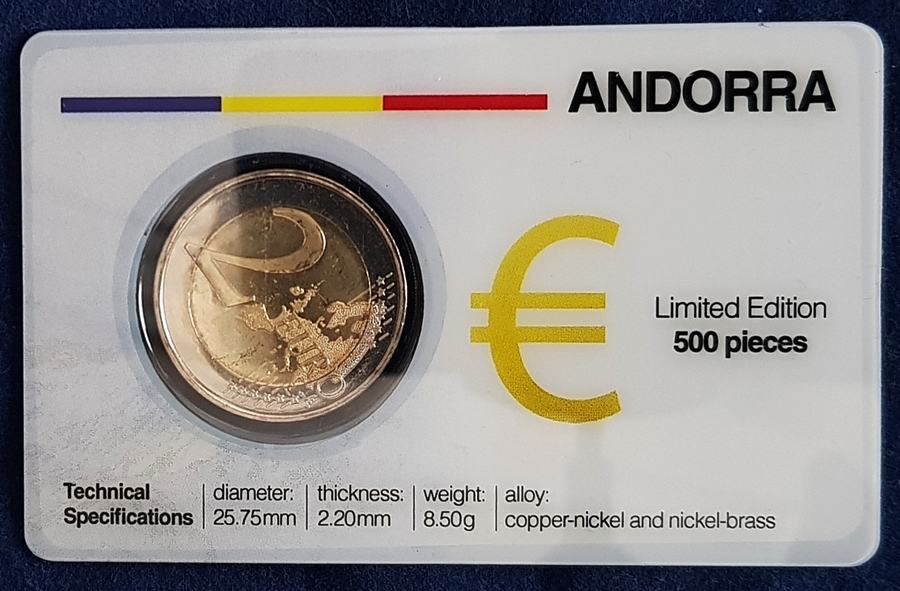 ANDORRA
2
€
Limited Edition
500 pieces
Technical
Specifications
diameter:
25.75mm
thickness:
2.20mm
weight:
8.50g
alloy:
copper-nickel and nickel-brass